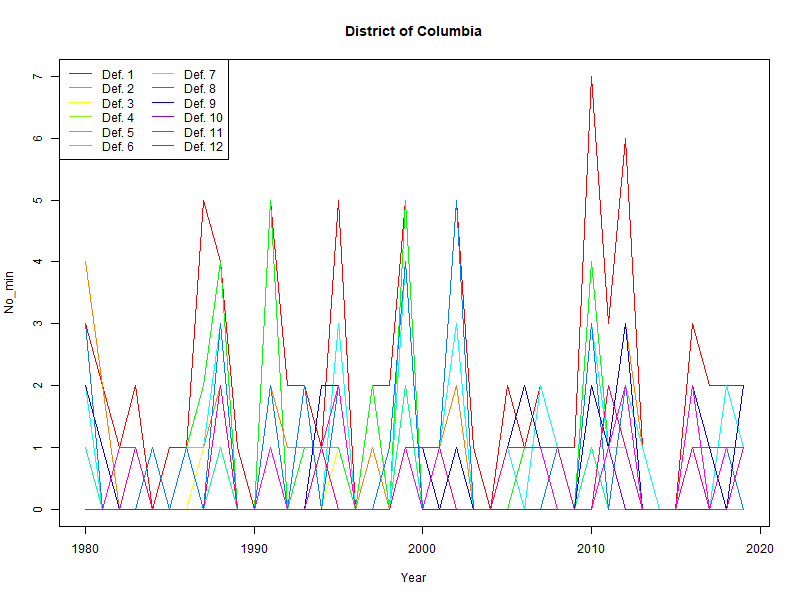 District of Columbia
Def. 1 Def. 7
Def. 2 Def. 8
Def. 3 Def. 9
Def. 4 Def. 10
Def. 5 Def. 11
Def. 6 Def. 12
7
6
5
4
3
2
1
0
No_min
1980 1990 2000 2010 2020
Year